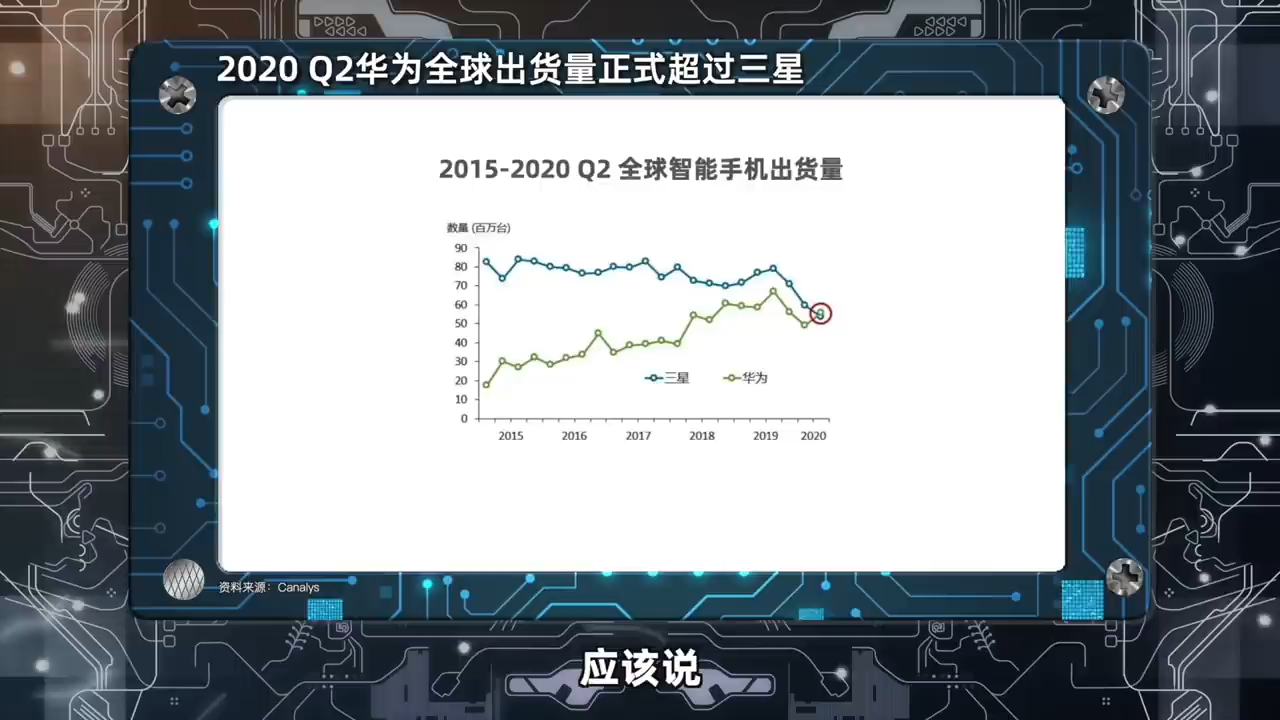 2020 Q2华为全球出货量正式超过三星
2015-2020 Q2 全球智能手机出货量
数量 (百万台)
90
80
70
60
50
40
30
20
10
0
三星 华为
2015 2016 2017 2018 2019 2020
资料来源：Canalys
应该说